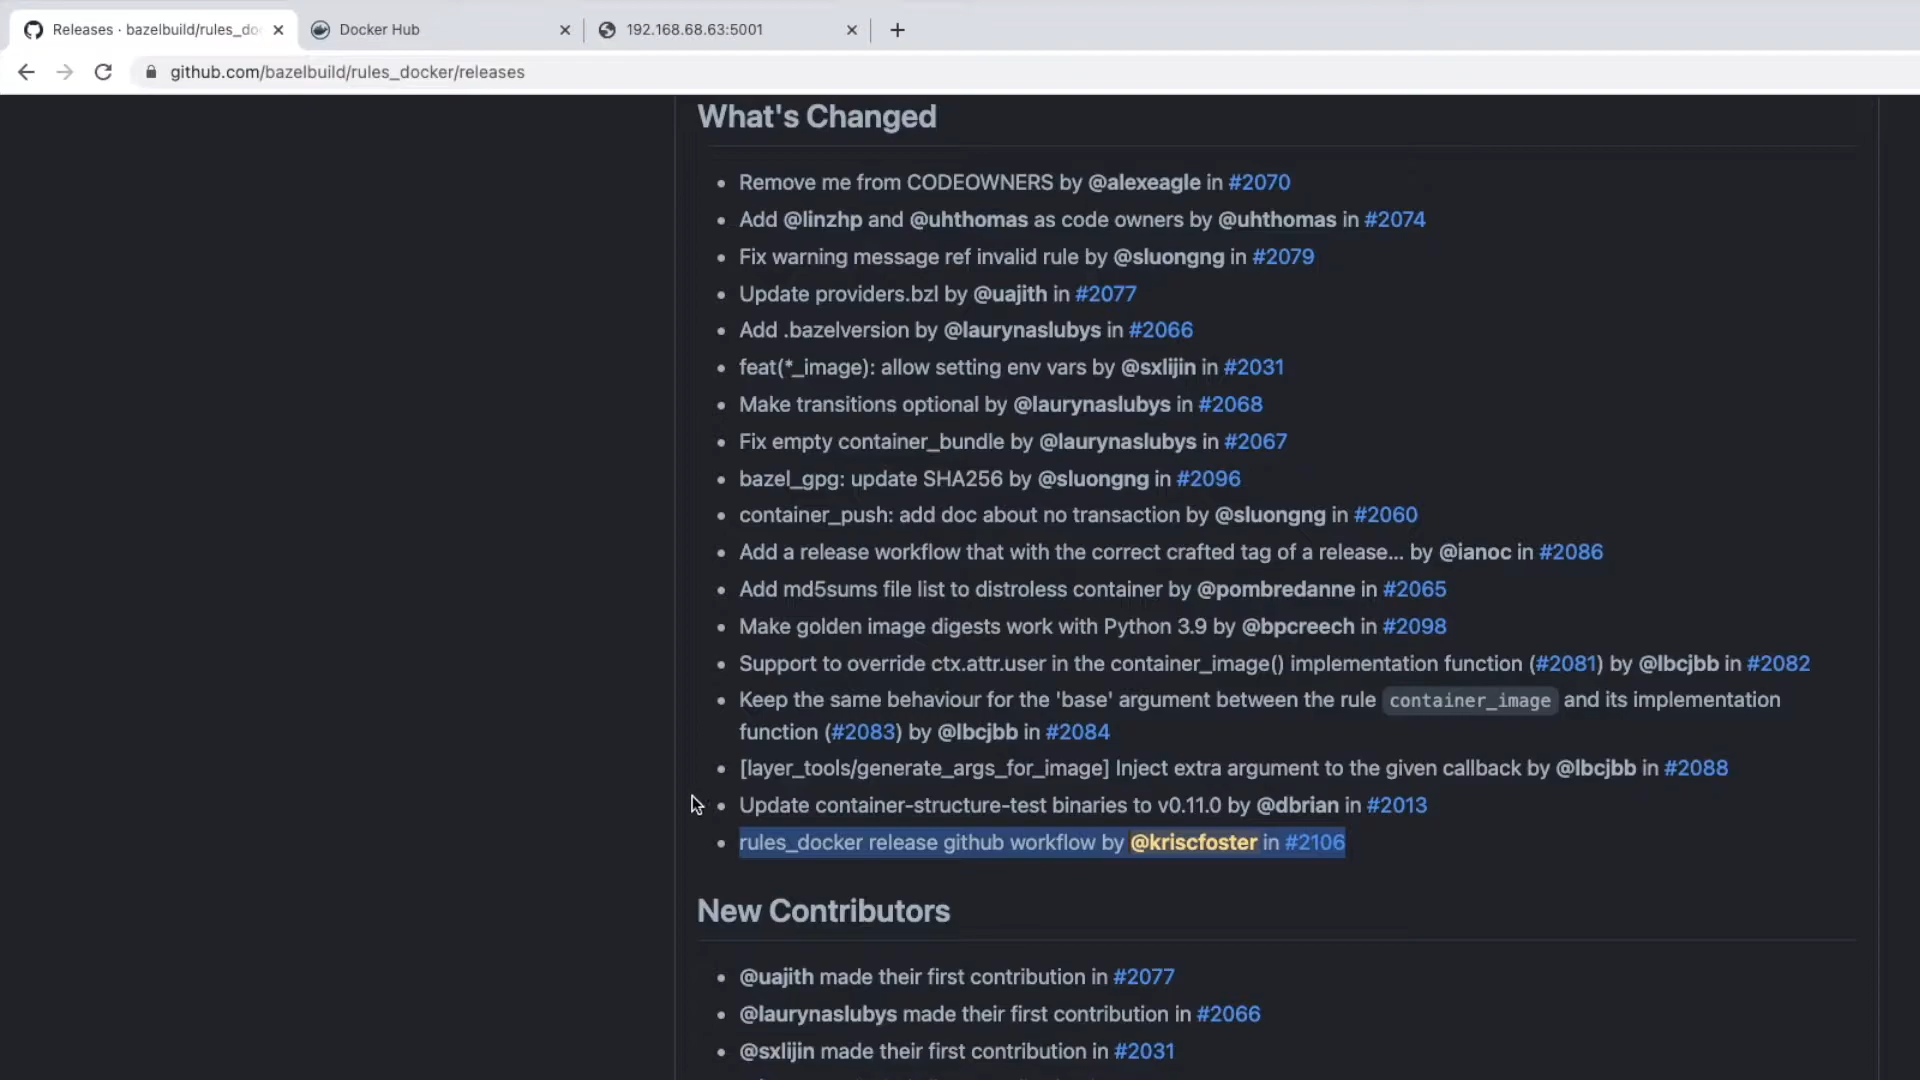 Releases · bazelbuild/rules_do
Docker Hub
192.168.68.63:5001
github.com/bazelbuild/rules_docker/releases
What's Changed
Remove me from CODEOWNERS by @alexeagle in #2070
Add @linzhp and @uhthomas as code owners by @uhthomas in #2074
Fix warning message ref invalid rule by @sluongng in #2079
Update providers.bzl by @uajith in #2077
Add .bazelversion by @laurynaslubys in #2066
feat(*_image): allow setting env vars by @sxlijin in #2031
Make transitions optional by @laurynaslubys in #2068
Fix empty container_bundle by @laurynaslubys in #2067
bazel_gpg: update SHA256 by @sluongng in #2096
container_push: add doc about no transaction by @sluongng in #2060
Add a release workflow that with the correct crafted tag of a release... by @ianoc in #2086
Add md5sums file list to distroless container by @pombredanne in #2065
Make golden image digests work with Python 3.9 by @bpcreech in #2098
Support to override ctx.attr.user in the container_image() implementation function (#2081) by @lbcjbb in #2082
Keep the same behaviour for the 'base' argument between the rule container_image and its implementation
function (#2083) by @lbcjbb in #2084
[layer_tools/generate_args_for_image] Inject extra argument to the given callback by @lbcjbb in #2088
Update container-structure-test binaries to v0.11.0 by @dbrian in #2013
rules_docker release github workflow by @kriscfoster in #2106
New Contributors
@uajith made their first contribution in #2077
@laurynaslubys made their first contribution in #2066
@sxlijin made their first contribution in #2031